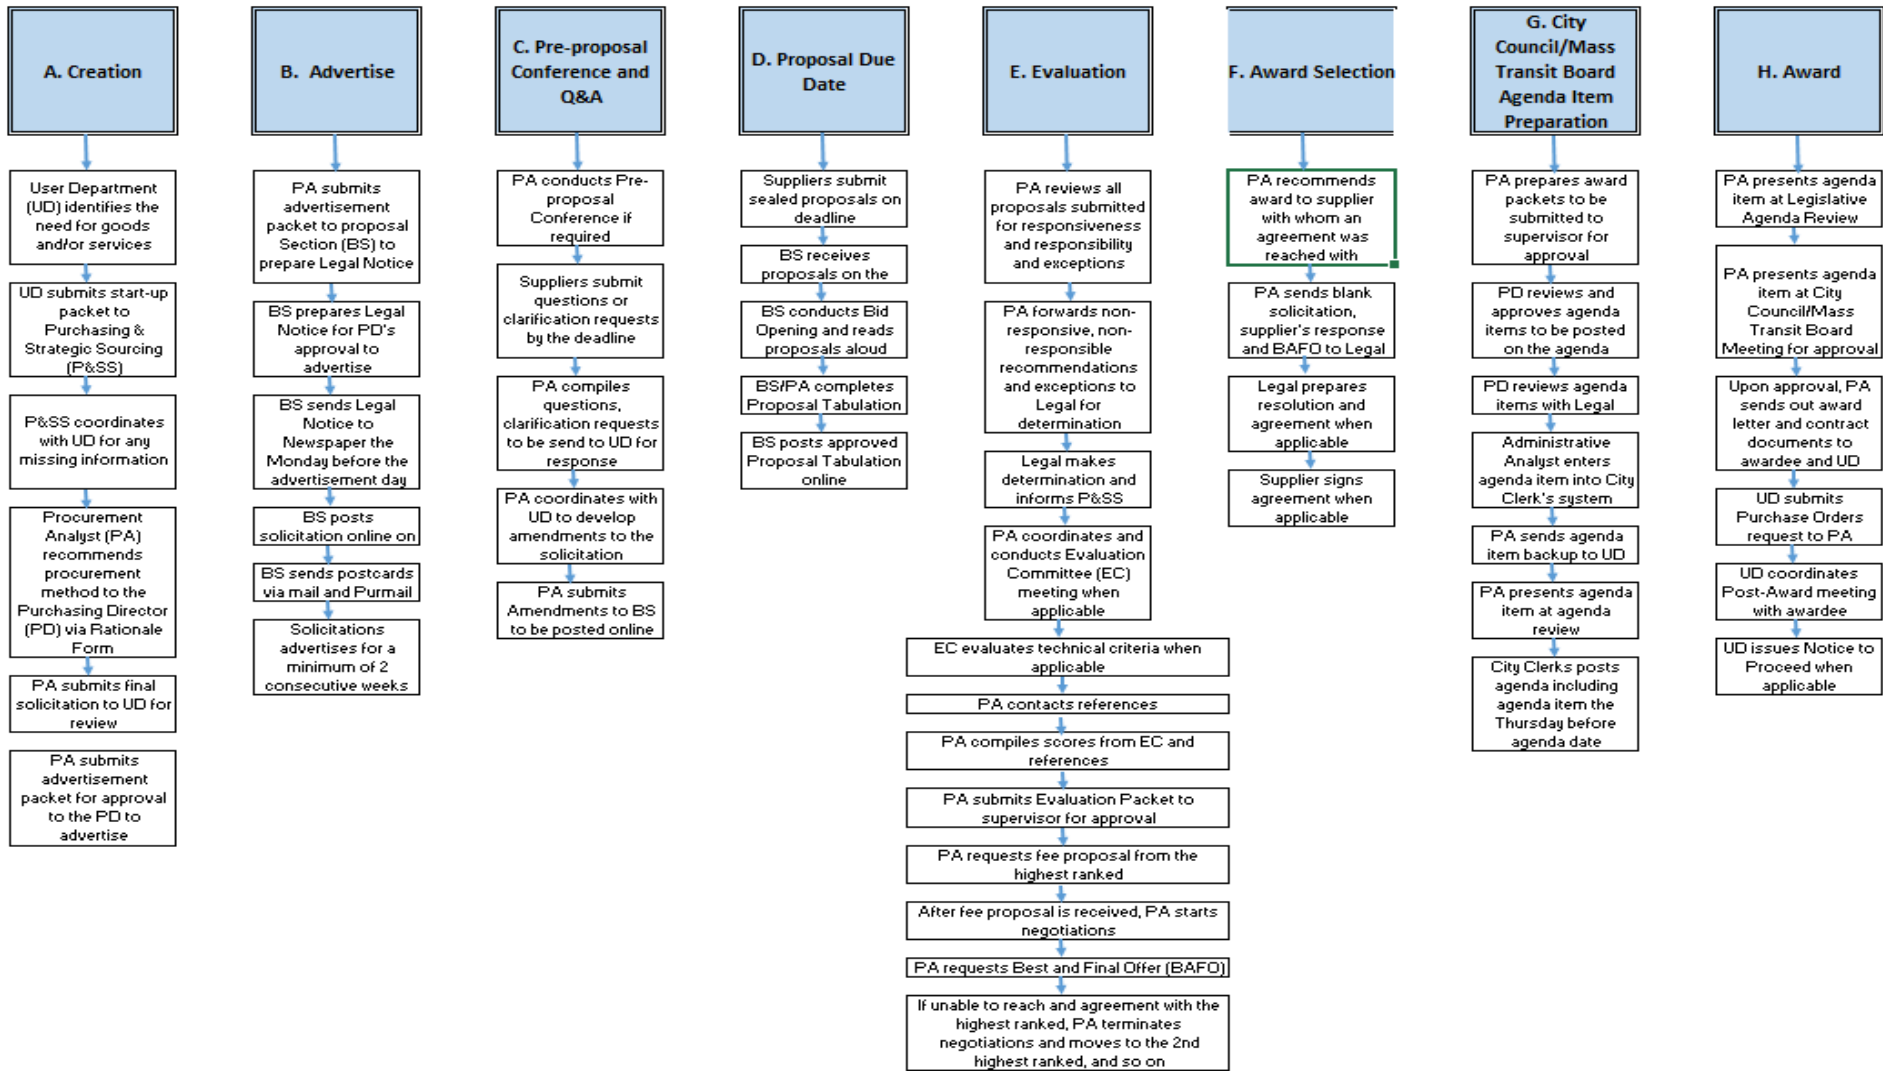 A. Creation
User Department
(UD) identifies the
need for goods
and/or services
UD submits start-up
packet to
Purchasing &
Strategic Sourcing
(P&SS)
P&SS coordinates
with UD for any
missing information
Procurement
Analyst (PA)
recommends
procurement
method to the
Purchasing Director
(PD) via Rationale
Form
PA submits final
solicitation to UD for
review
PA submits
advertisement
packet for approval
to the PD to
advertise
B. Advertise
PA submits
advertisement
packet to proposal
Section (BS) to
prepare Legal Notice
BS prepares Legal
Notice for PD's
approval to
advertise
BS sends Legal
Notice to
Newspaper the
Monday before the
advertisement day
BS posts
solicitation online on
BS sends postcards
via mail and Purmail
Solicitations
advertises for a
minimum of 2
consecutive weeks
C. Pre-proposal
Conference and
Q&A
PA conducts Pre-
proposal
Conference if
required
Suppliers submit
questions or
clarification requests
by the deadline
PA compiles
questions,
clarification requests
to be send to UD for
response
PA coordinates with
UD to develop
amendments to the
solicitation
PA submits
Amendments to BS
to be posted online
D. Proposal Due
Date
Suppliers submit
sealed proposals on
deadline
BS receives
proposals on the
BS conducts Bid
Opening and reads
proposals aloud
BS/PA completes
Proposal Tabulation
BS posts approved
Proposal Tabulation
online
E. Evaluation
PA reviews all
proposals submitted
for responsiveness
and responsibility
and exceptions
PA forwards non-
responsive, non-
responsible
recommendations
and exceptions to
Legal for
determination
Legal makes
determination and
informs P&SS
PA coordinates and
conducts Evaluation
Committee (EC)
meeting when
applicable
EC evaluates technical criteria when
applicable
PA contacts references
PA compiles scores from EC and
references
PA submits Evaluation Packet to
supervisor for approval
PA requests fee proposal from the
highest ranked
After fee proposal is received, PA starts
negotiations
PA requests Best and Final Offer (BAFO)
If unable to reach and agreement with the
highest ranked, PA terminates
negotiations and moves to the 2nd
highest ranked, and so on
F. Award Selection
PA recommends
award to supplier
with whom an
agreement was
reached with
PA sends blank
solicitation,
supplier's response
and BAFO to Legal
Legal prepares
resolution and
agreement when
applicable
Supplier signs
agreement when
applicable
G. City
Council/Mass
Transit Board
Agenda Item
Preparation
PA prepares award
packets to be
submitted to
supervisor for
approval
PD reviews and
approves agenda
items to be posted
on the agenda
PD reviews agenda
items with Legal
Administrative
Analyst enters
agenda item into City
Clerk's system
PA sends agenda
item backup to UD
PA presents agenda
item at agenda
review
City Clerks posts
agenda including
agenda item the
Thursday before
agenda date
H. Award
PA presents agenda
item at Legislative
Agenda Review
PA presents agenda
item at City
Council/Mass
Transit Board
Meeting for approval
Upon approval, PA
sends out award
letter and contract
documents to
awardee and UD
UD submits
Purchase Orders
request to PA
UD coordinates
Post-Award meeting
with awardee
UD issues Notice to
Proceed when
applicable